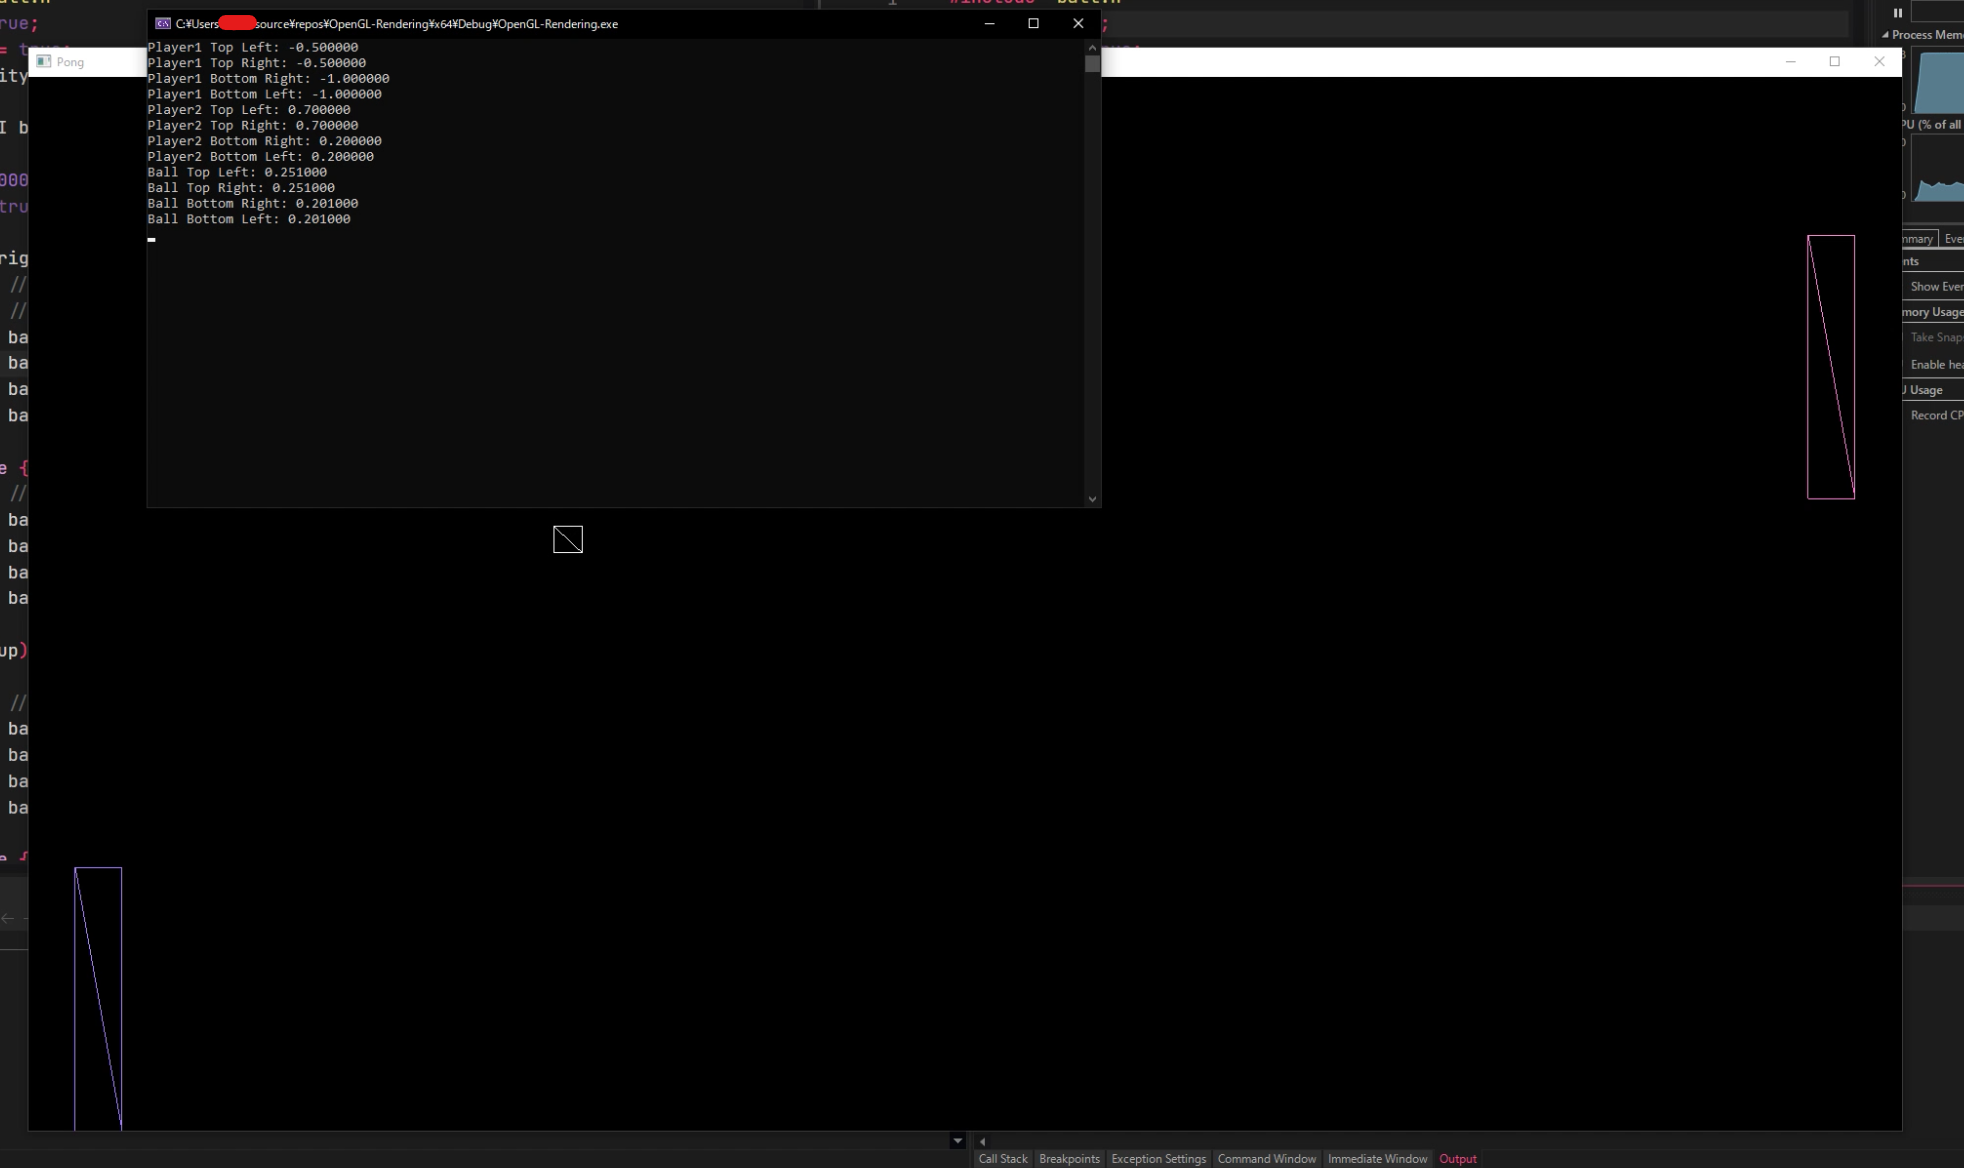 C:¥Users source¥repos¥OpenGL-Rendering¥x64¥Debug¥OpenGL-Rendering.exe
Player1 Top Left: -0.500000
Player1 Top Right: -0.500000
Player1 Bottom Right: -1.000000
Player1 Bottom Left: -1.000000
Player2 Top Left: 0.700000
Player2 Top Right: 0.700000
Player2 Bottom Right: 0.200000
Player2 Bottom Left: 0.200000
Ball Top Left: 0.251000
Ball Top Right: 0.251000
Ball Bottom Right: 0.201000
Ball Bottom Left: 0.201000
Pong
rue;
ity
I b
000
tru
rig
//
//
ba
ba
ba
ba
e {
//
ba
ba
ba
ba
up)
//
ba
ba
ba
ba
1
;
Process Mem
PU (% of all
mmary
Eve
nts
Show Ever
mory Usage
Take Snap
Enable hea
J Usage
Record CP
Call Stack
Breakpoints
Exception Settings
Command Window
Immediate Window
Output